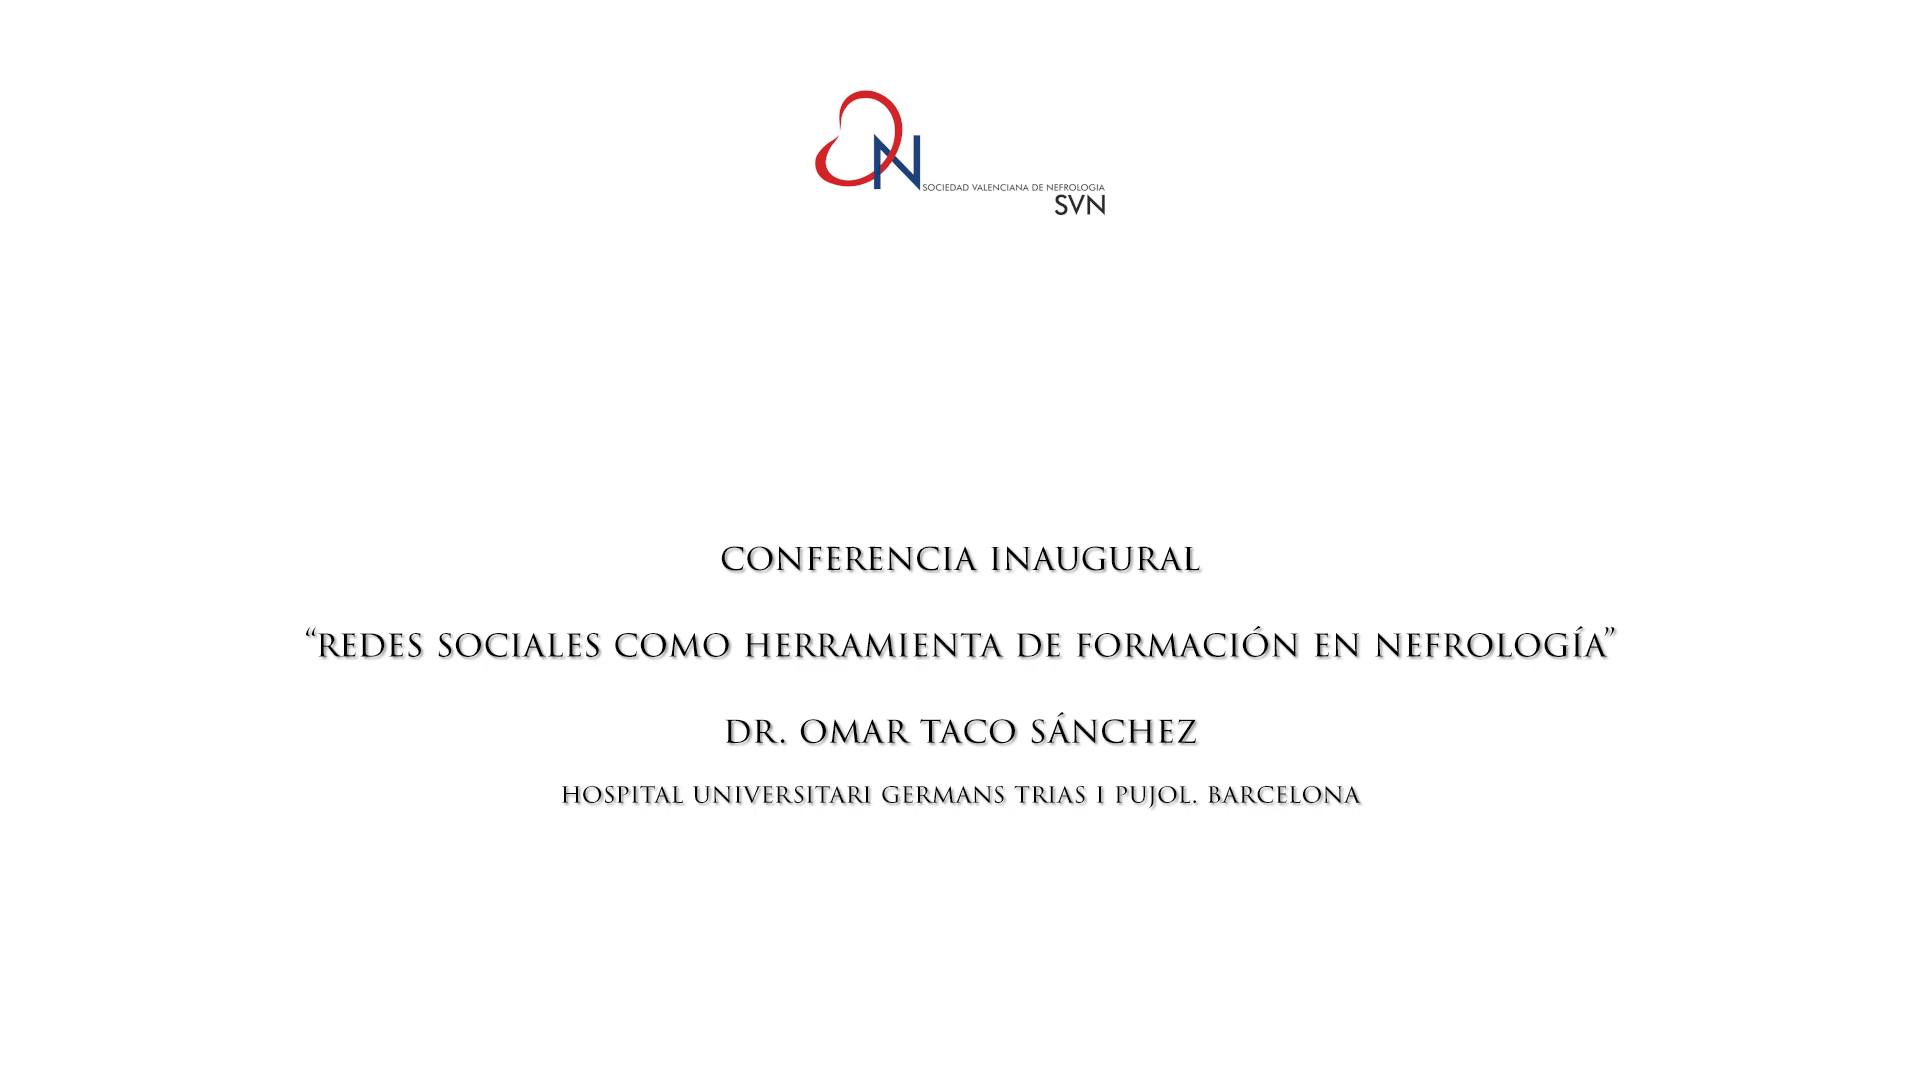 N
SOCIEDAD VALENCIANA DE NEFROLOGIA
SVN
CONFERENCIA INAUGURAL
“REDES SOCIALES COMO HERRAMIENTA DE FORMACIÓN EN NEFROLOGÍA”
DR. OMAR TACO SÁNCHEZ
HOSPITAL UNIVERSITARI GERMANS TRIAS I PUJOL. BARCELONA